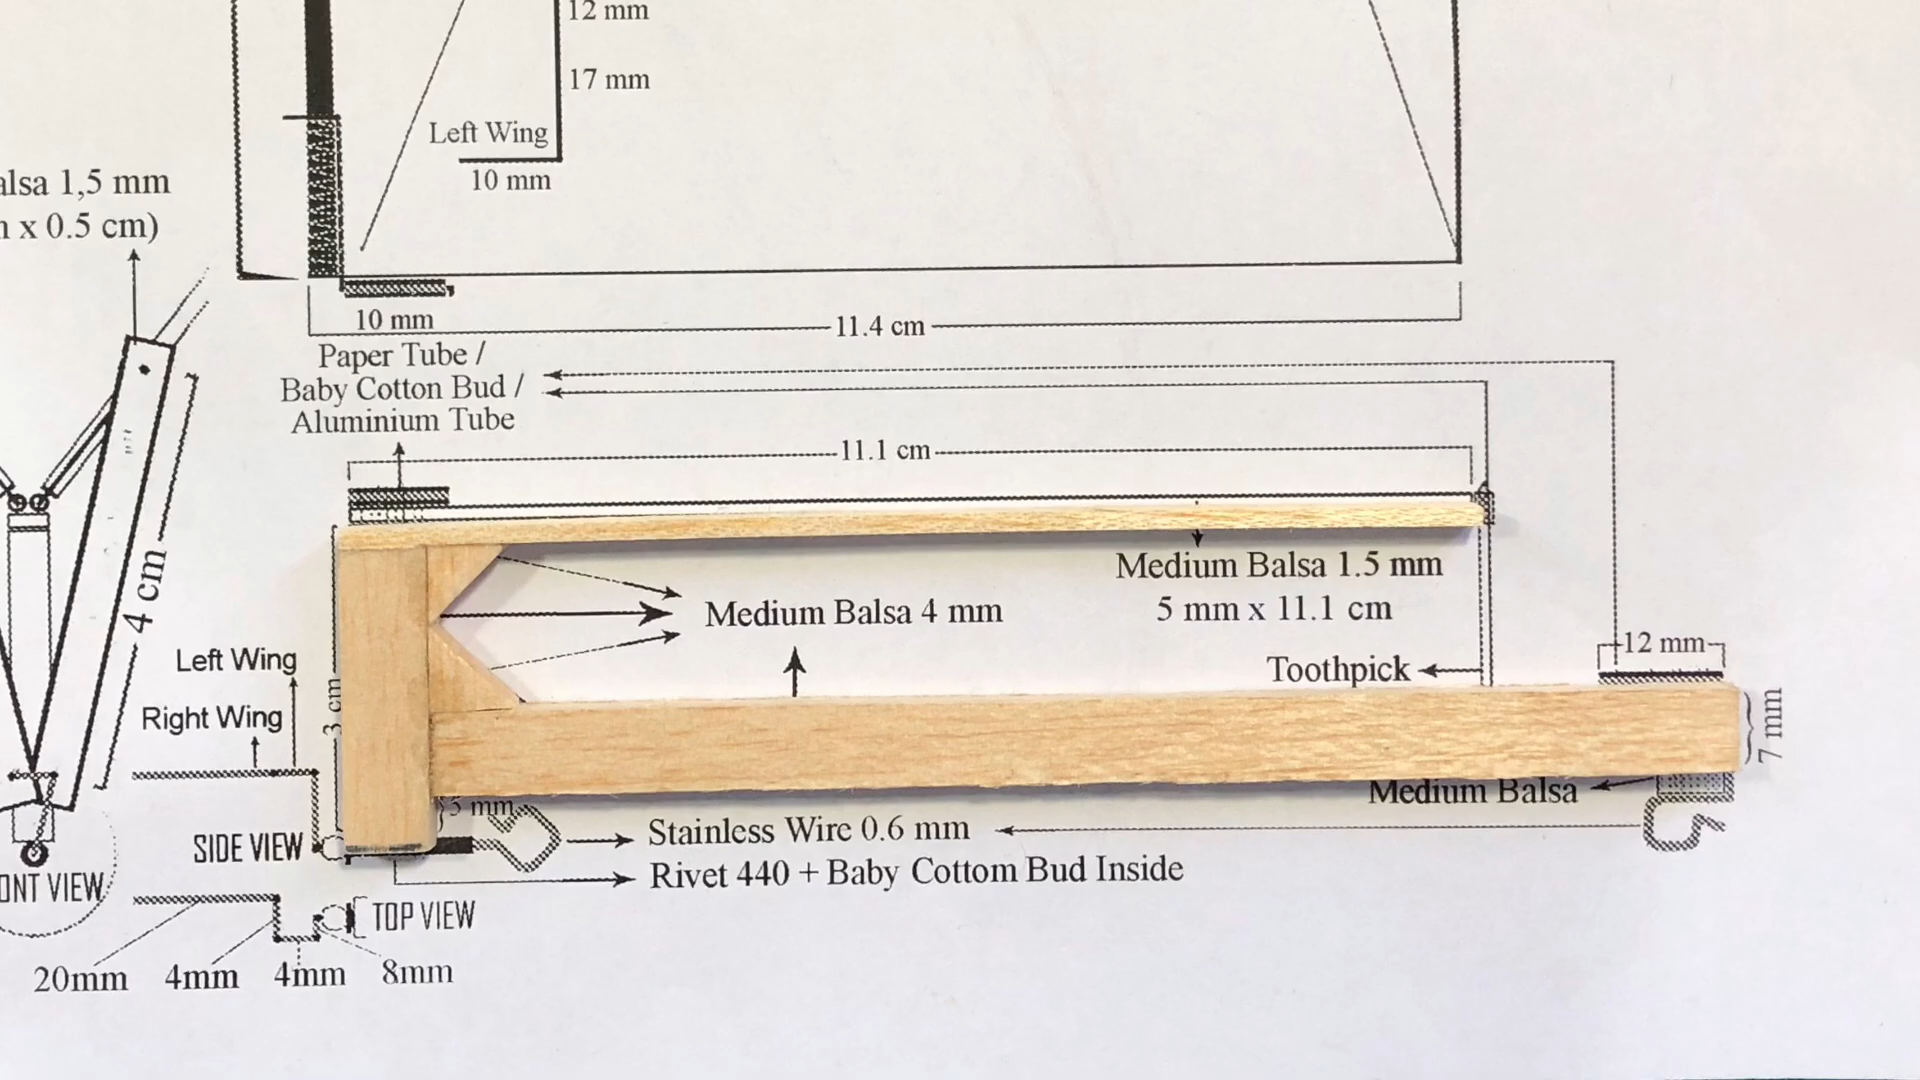 12 mm
17 mm
Left Wing
10 mm
alsa 1,5 mm
x 0.5 cm)
10 mm
11.4 cm
Paper Tube /
Baby Cotton Bud /
Aluminium Tube
11.1 cm
4 cm
Medium Balsa 1.5 mm
5 mm x 11.1 cm
Medium Balsa 4 mm
Toothpick
12 mm
7 mm
Left Wing
Right Wing
3 cm
Medium Balsa
5 mm
Stainless Wire 0.6 mm
SIDE VIEW
Rivet 440 + Baby Cottom Bud Inside
ONT VIEW
TOP VIEW
20mm 4mm 4mm 8mm